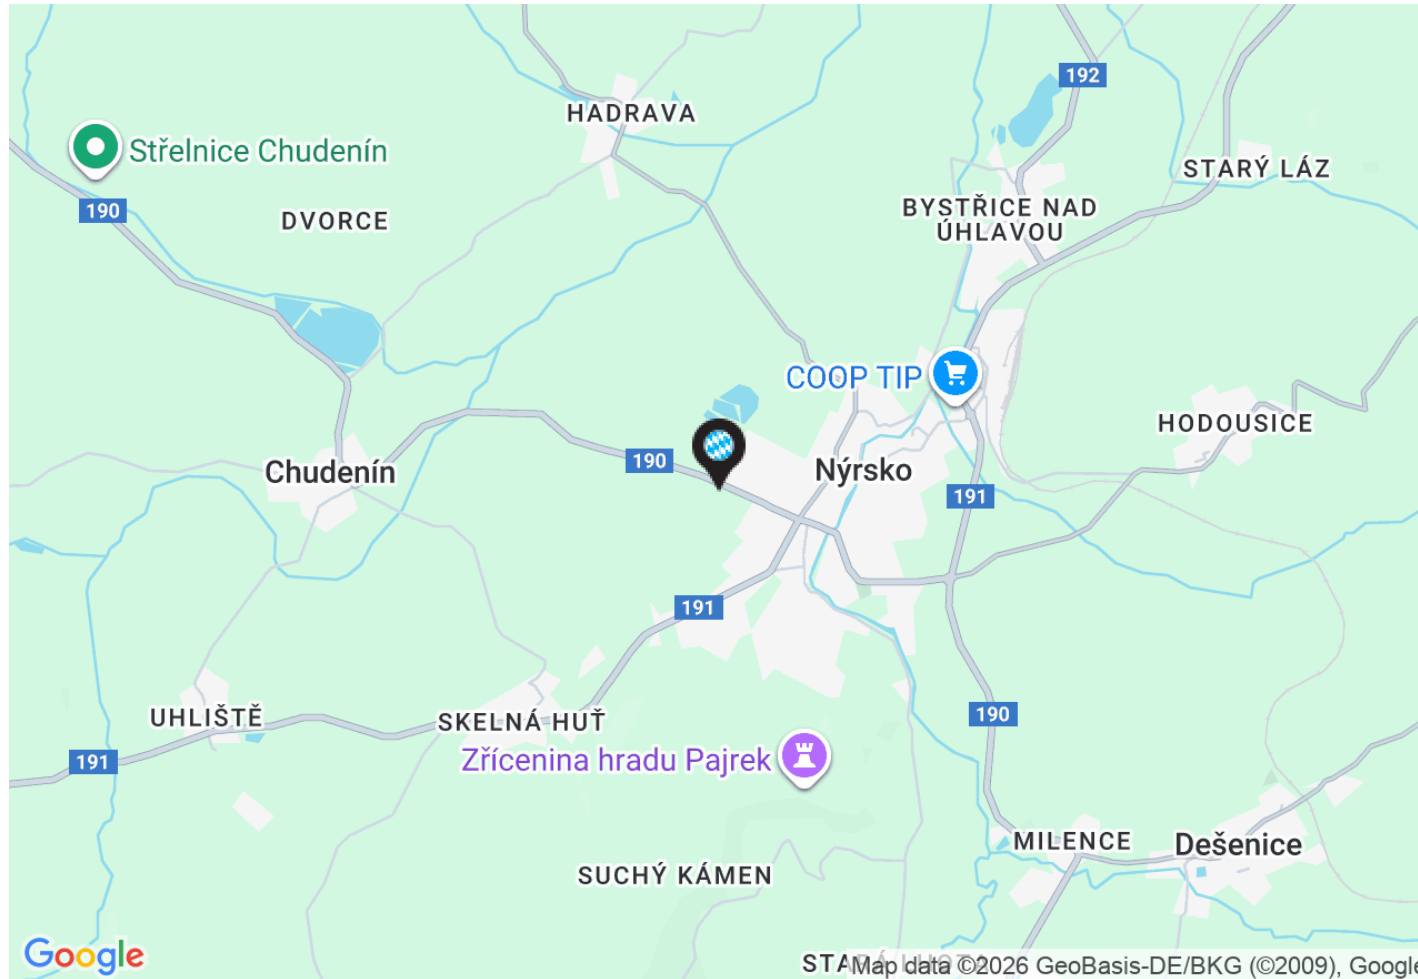 192
HADRAVA
Střelnice Chudenín
STARÝ LÁZ
190
DVORCE
BYSTŘICE NAD
ÚHLAVOU
COOP TIP
HODOUSICE
190
Chudenín
Nýrsko
191
191
UHLIŠTĚ
SKELNÁ HUŤ
190
191
Zřícenina hradu Pajrek
MILENCE
Dešenice
SUCHÝ KÁMEN
Google
Map data ©2026 GeoBasis-DE/BKG (©2009), Google